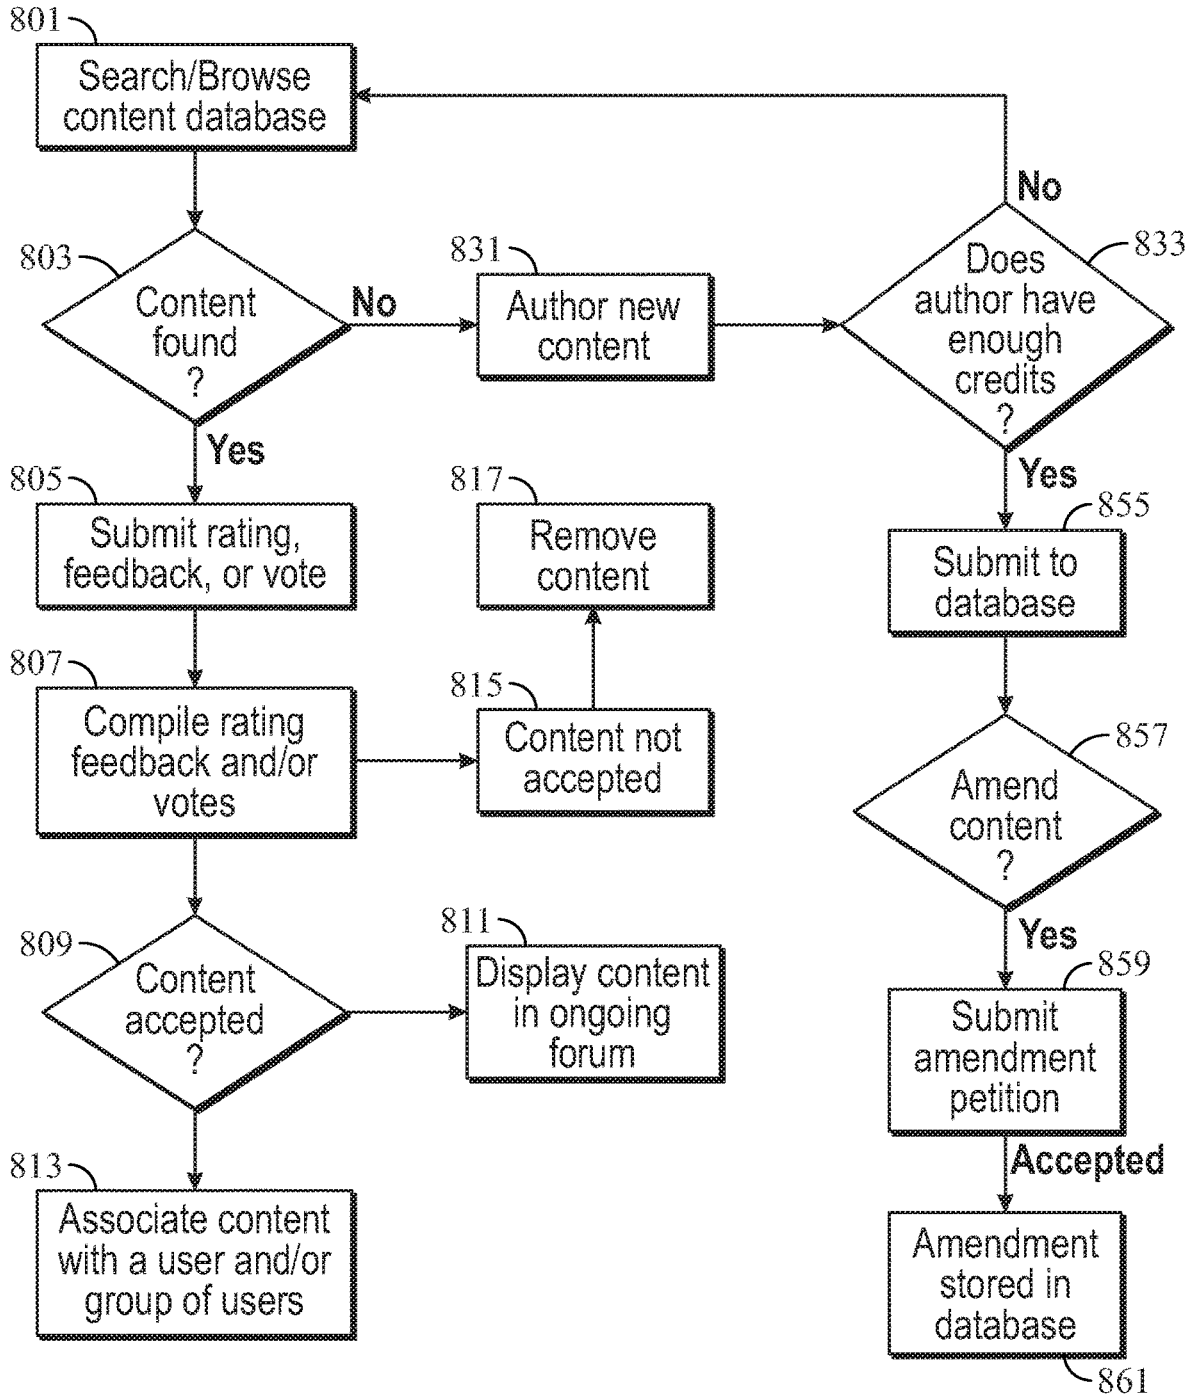 801
Search/Browse
content database
No
803
Content
found
?
No
831
Author new
content
833
Does
author have
enough
credits
?
Yes
Yes
805
Submit rating,
feedback, or vote
817
Remove
content
855
Submit to
database
807
Compile rating
feedback and/or
votes
815
Content not
accepted
857
Amend
content
?
Yes
809
Content
accepted
?
811
Display content
in ongoing
forum
859
Submit
amendment
petition
Accepted
813
Associate content
with a user and/or
group of users
Amendment
stored in
database
861